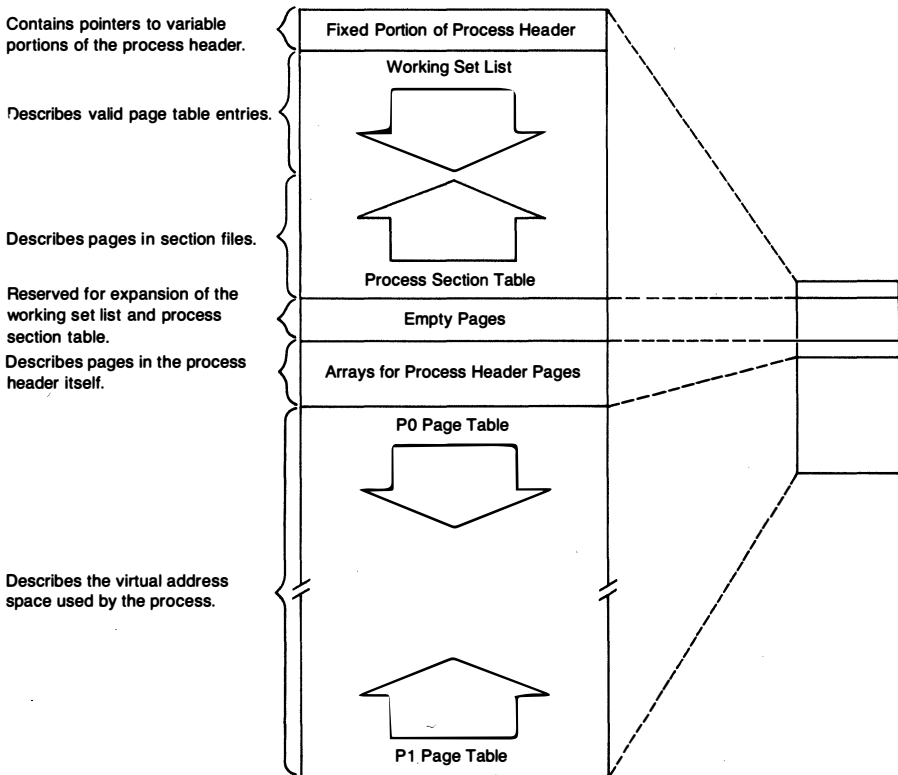 Contains pointers to variable
portions of the process header.
Fixed Portion of Process Header
Working Set List
Describes valid page table entries.
Describes pages in section files.
Process Section Table
Reserved for expansion of the
working set list and process
section table.
Empty Pages
Describes pages in the process
header itself.
Arrays for Process Header Pages
P0 Page Table
Describes the virtual address
space used by the process.
P1 Page Table